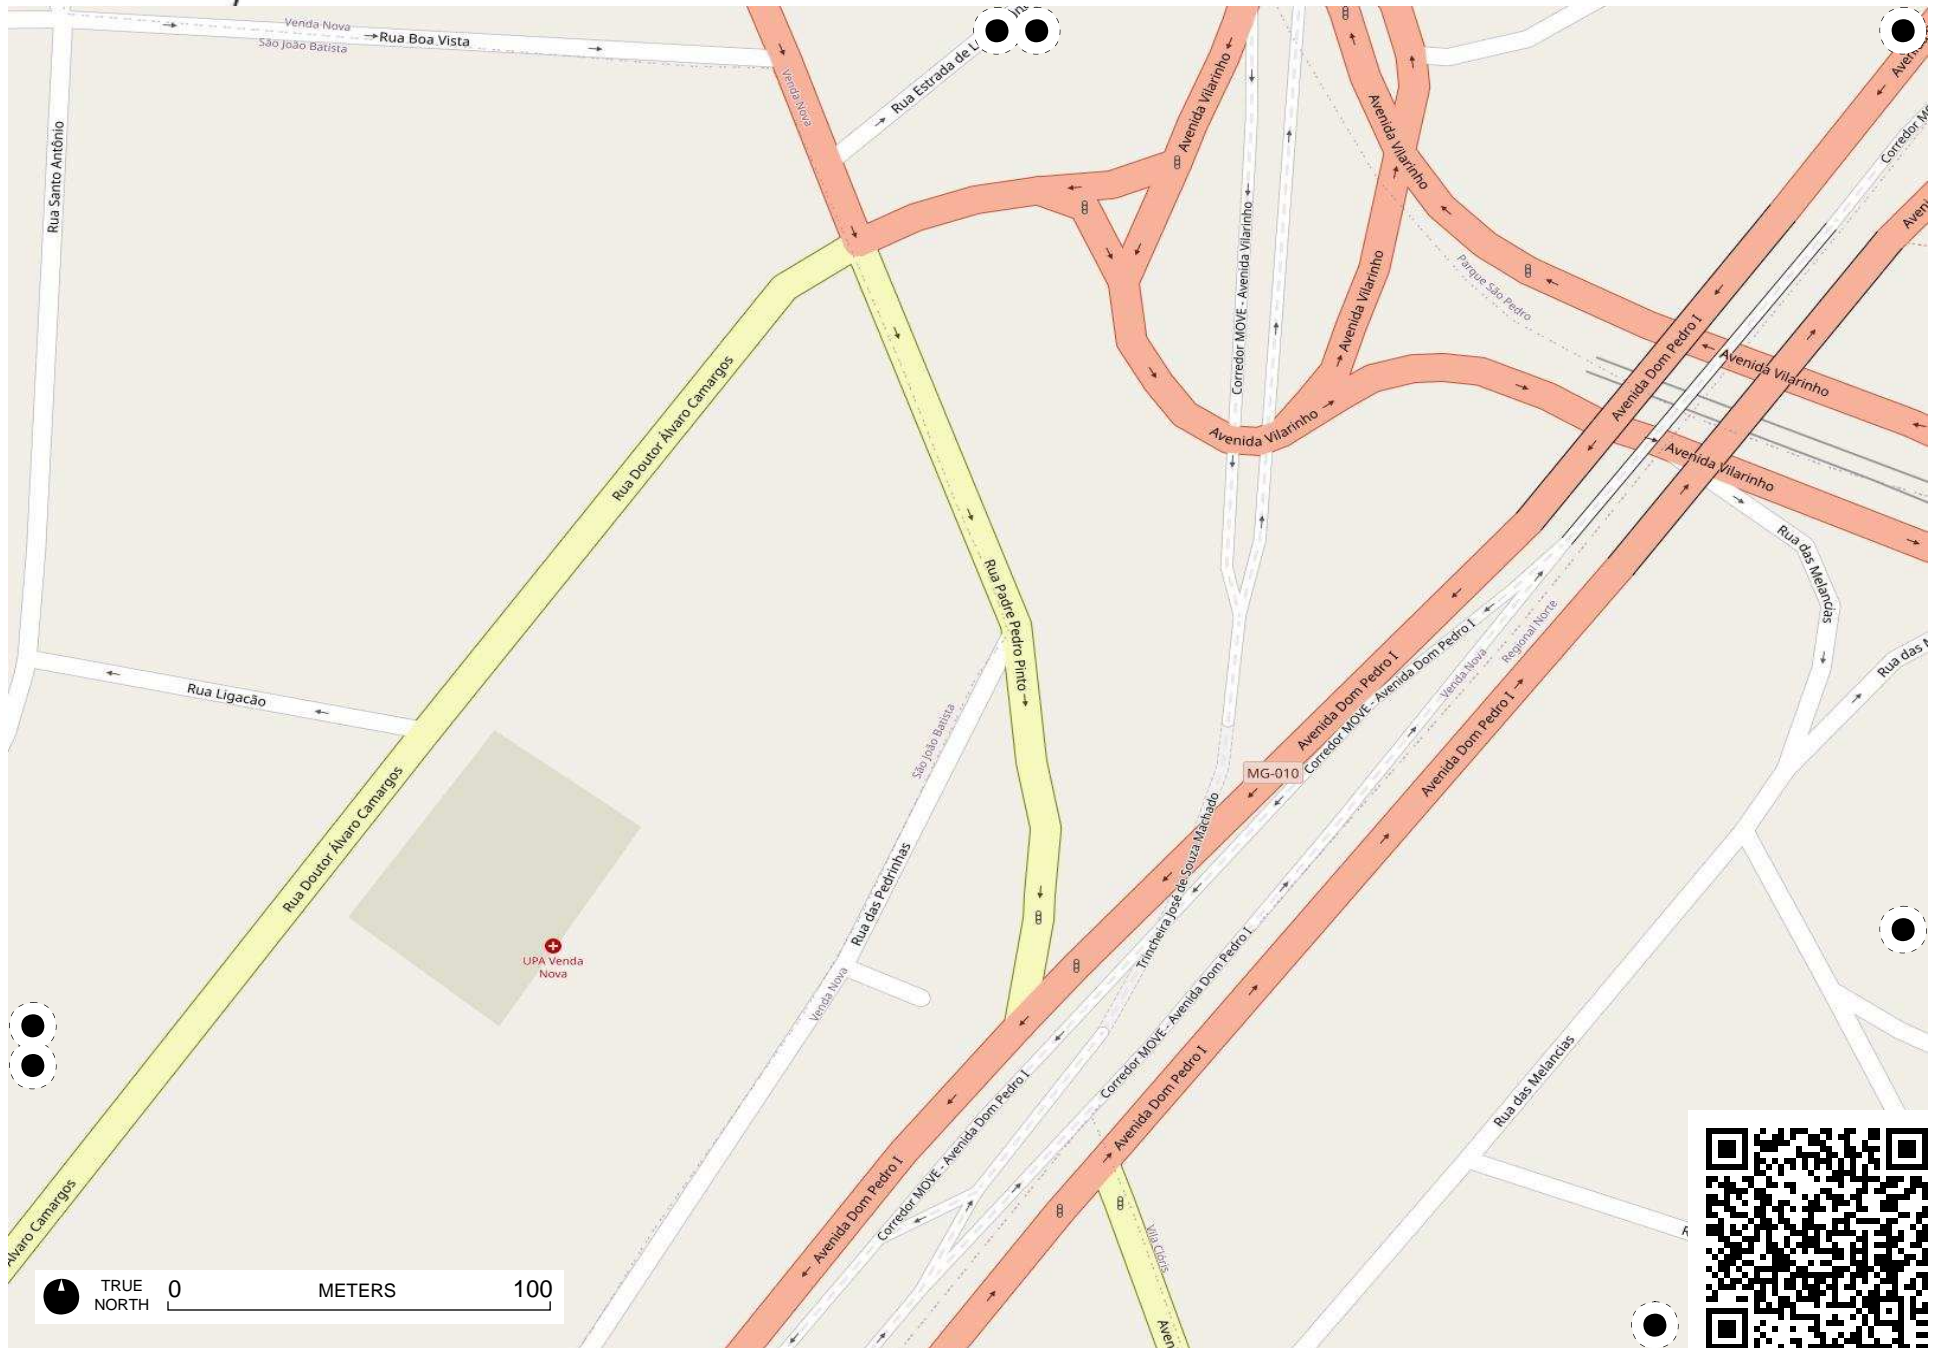 Venda Nova
São João Batista
Rua Boa Vista
Venda Nova
Rua Estrada de
Avenida Vilarinho
Avenida Vilarinho
Rua Santo Antônio
Corredor MOVE - Avenida Vilarinho
Parque São Pedro
Avenida Vilarinho
Avenida Vilarinho
Avenida Dom Pedro I
Avenida Vilarinho
Avenida Vilarinho
Rua Doutor Álvaro Camargos
Rua das Melancias
Rua Padre Pedro Pinto
Regional Norte
Venda Nova
Corredor MOVE - Avenida Dom Pedro I
Avenida Dom Pedro I
Avenida Dom Pedro I
Rua das
Rua Ligacão
São João Batista
MG-010
Trincheira José de Souza Machado
Rua Doutor Álvaro Camargos
Rua das Pedrinhas
UPA Venda
Nova
Venda Nova
Corredor MOVE - Avenida Dom Pedro I
Avenida Dom Pedro I
Corredor MOVE - Avenida Dom Pedro I
Avenida Dom Pedro I
Rua das Melancias
Vila Clóris
Camargos
TRUE
NORTH
0 METERS 100